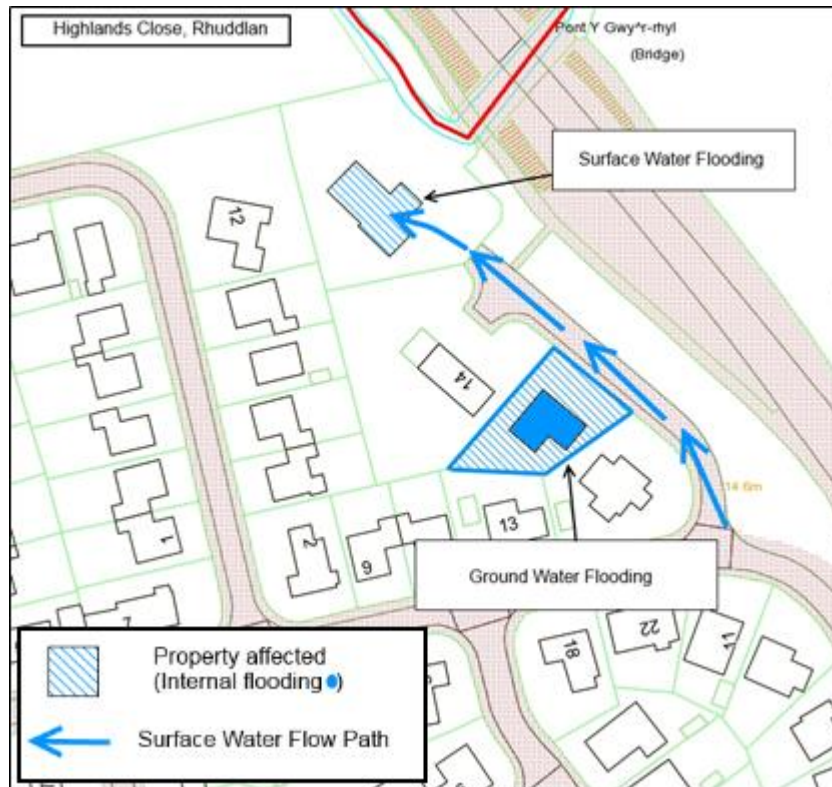 Highlands Close, Rhuddlan
Pont Y Gwy^r-rhyl
(Bridge)
Surface Water Flooding
12
14
14.6m
1
2
9
13
Ground Water Flooding
7
18
22
11
Property affected
(Internal flooding )
Surface Water Flow Path